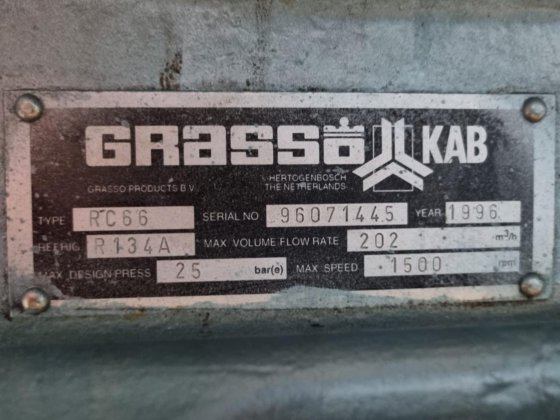 GRASSO KAB
GRASSO PRODUCTS B.V. 'S HERTOGENBOSCH
THE NETHERLANDS
TYPE RC66 SERIAL NO 96071445 YEAR 1996
REFRIG R134A MAX. VOLUME FLOW RATE 202 m³/h
MAX. DESIGN PRESS 25 bar(e) MAX. SPEED 1500 rpm